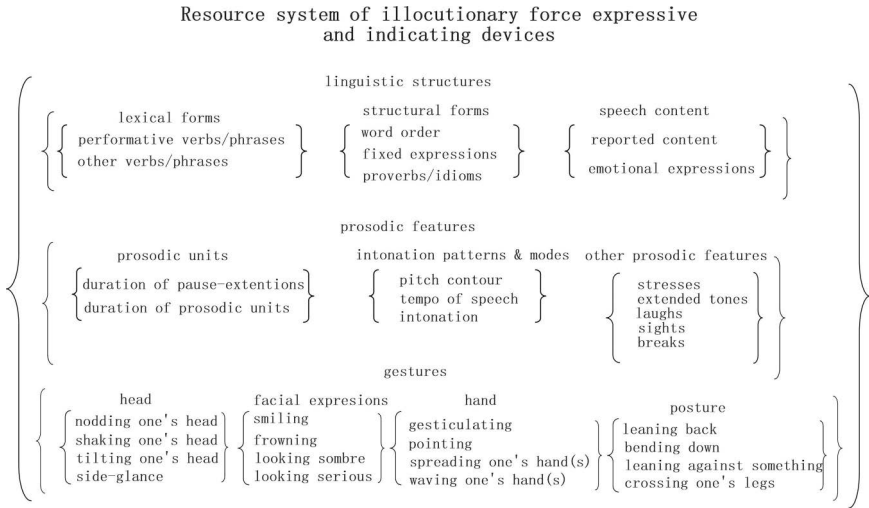 Resource system of illocutionary force expressive
and indicating devices
linguistic structures
lexical forms
performative verbs/phrases
other verbs/phrases
structural forms
word order
fixed expressions
proverbs/idioms
speech content
reported content
emotional expressions
prosodic features
prosodic units
duration of pause-extentions
duration of prosodic units
intonation patterns & modes
pitch contour
tempo of speech
intonation
other prosodic features
stresses
extended tones
laughs
sights
breaks
gestures
head
nodding one's head
shaking one's head
tilting one's head
side-glance
facial expresions
smiling
frowning
looking sombre
looking serious
hand
gesticulating
pointing
spreading one's hand(s)
waving one's hand(s)
posture
leaning back
bending down
leaning against something
crossing one's legs